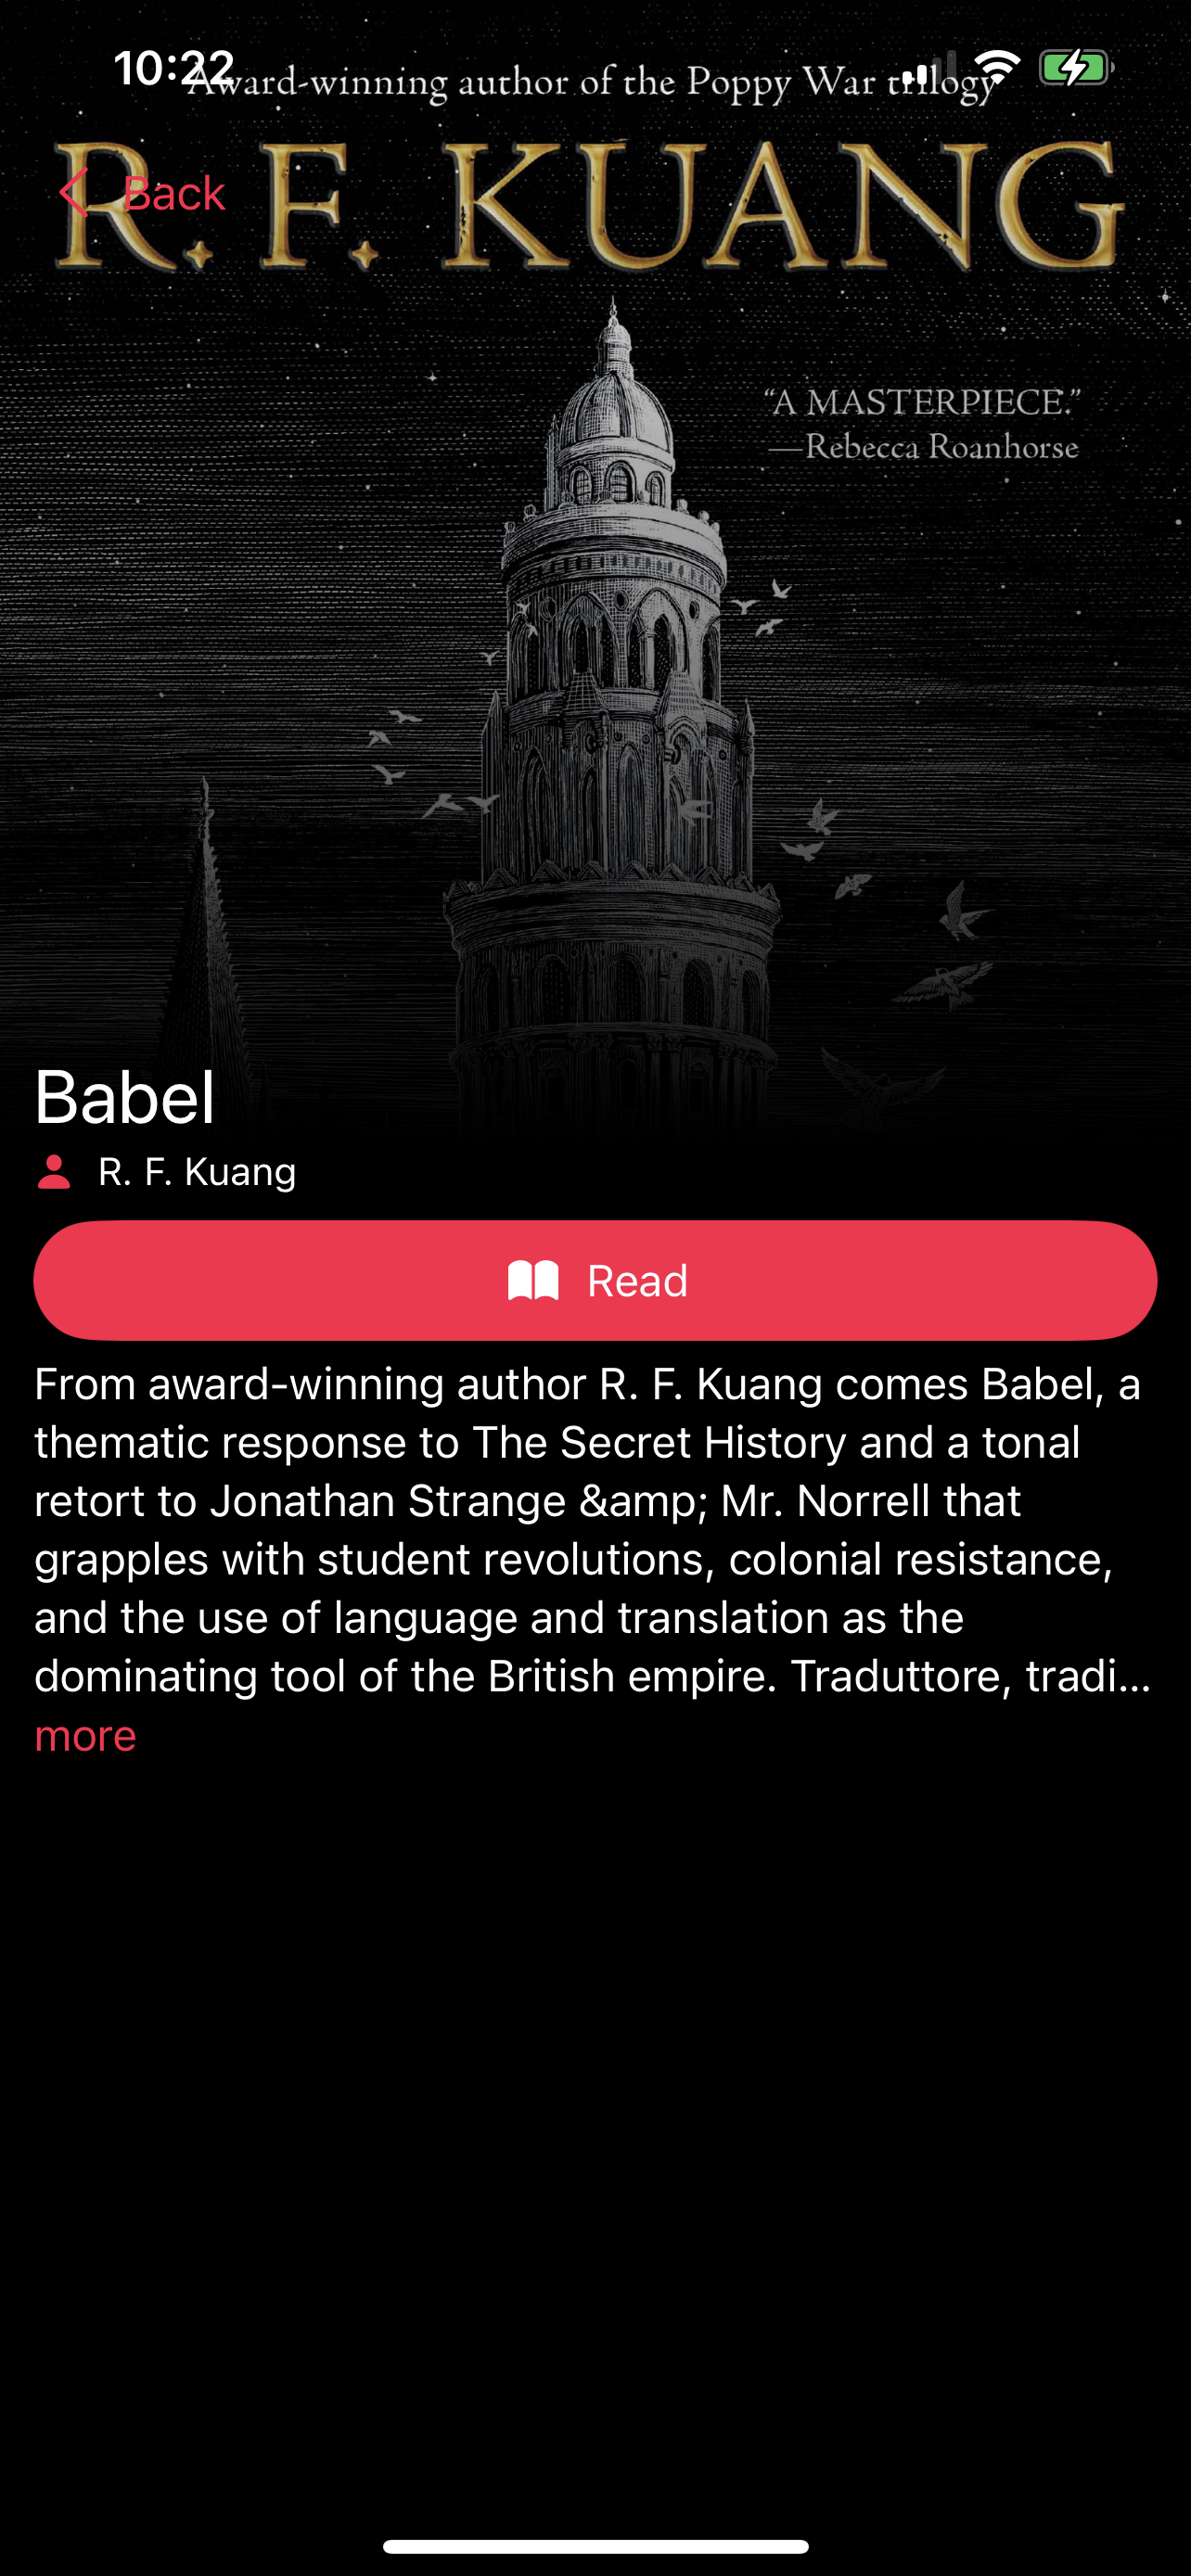 10:22
Award-winning author of the Poppy War trilogy
Back
R. F. KUANG
“A MASTERPIECE.”
—Rebecca Roanhorse
Babel
R. F. Kuang
Read
From award-winning author R. F. Kuang comes Babel, a
thematic response to The Secret History and a tonal
retort to Jonathan Strange &amp; Mr. Norrell that
grapples with student revolutions, colonial resistance,
and the use of language and translation as the
dominating tool of the British empire. Traduttore, tradi...
more